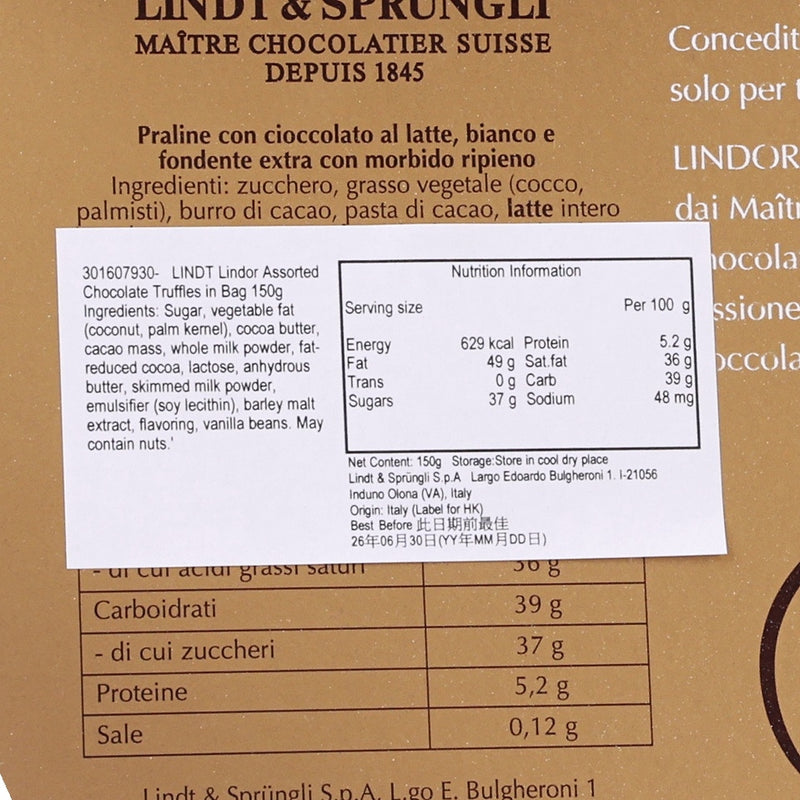 LINDT & SPRÜNGLI
MAÎTRE CHOCOLATIER SUISSE
DEPUIS 1845
Praline con cioccolato al latte, bianco e
fondente extra con morbido ripieno
Ingredienti: zucchero, grasso vegetale (cocco,
palmisti), burro di cacao, pasta di cacao, latte intero
Concedit
solo per t
LINDOR
dai Maîtr
hocola
ssione
occola
301607930- LINDT Lindor Assorted
Chocolate Truffles in Bag 150g
Ingredients: Sugar, vegetable fat
(coconut, palm kernel), cocoa butter,
cacao mass, whole milk powder, fat-
reduced cocoa, lactose, anhydrous
butter, skimmed milk powder,
emulsifier (soy lecithin), barley malt
extract, flavoring, vanilla beans. May
contain nuts.'
Nutrition Information
Serving size Per 100 g
Energy 629 kcal Protein 5.2 g
Fat 49 g Sat.fat 36 g
Trans 0 g Carb 39 g
Sugars 37 g Sodium 48 mg
Net Content: 150g Storage:Store in cool dry place
Lindt & Sprüngli S.p.A Largo Edoardo Bulgheroni 1. I-21056
Induno Olona (VA), Italy
Origin: Italy (Label for HK)
Best Before 此日期前最佳
26年06月30日(YY年MM月DD日)
- di cui acidi grassi saturi 36 g
Carboidrati 39 g
- di cui zuccheri 37 g
Proteine 5,2 g
Sale 0,12 g
Lindt & Sprüngli S.p.A. L.go E. Bulgheroni 1